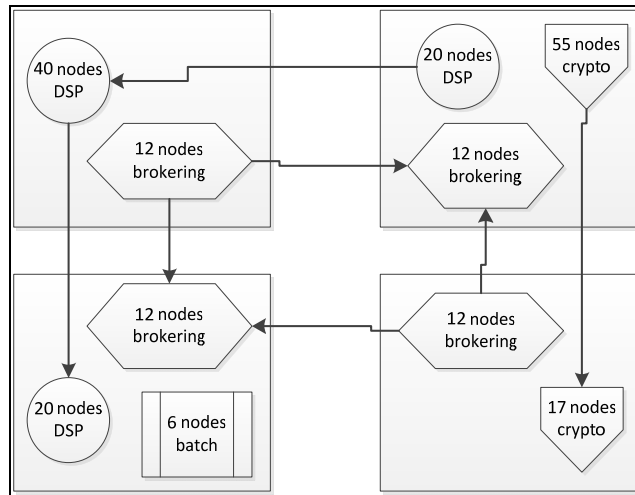 40 nodes
DSP
12 nodes
brokering
20 nodes
DSP
55 nodes
crypto
12 nodes
brokering
12 nodes
brokering
20 nodes
DSP
6 nodes
batch
12 nodes
brokering
17 nodes
crypto